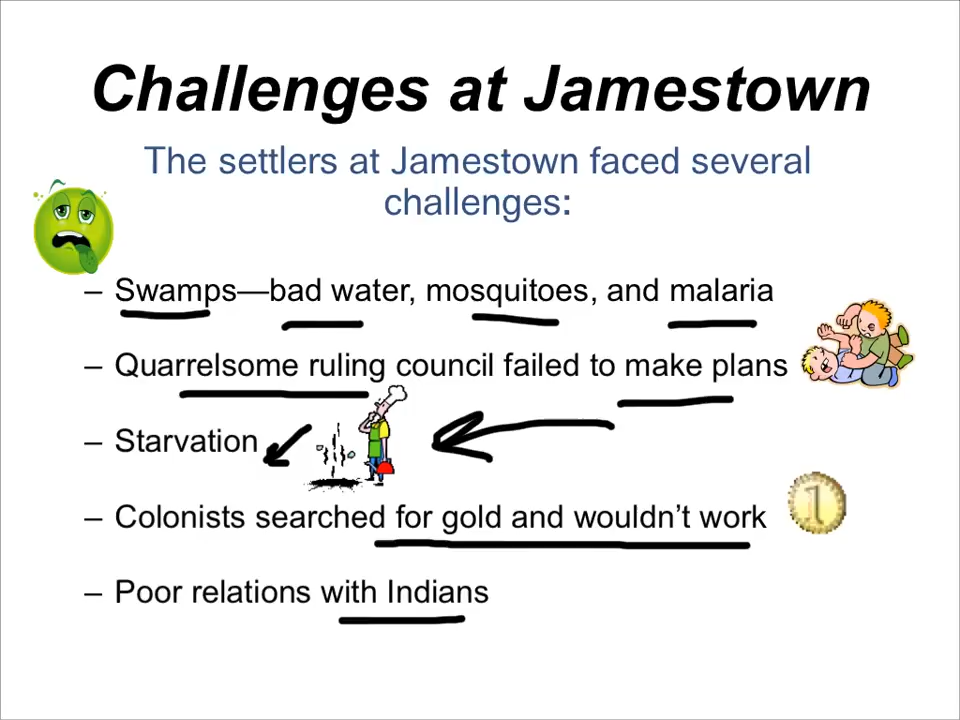 Challenges at Jamestown
The settlers at Jamestown faced several
challenges:
– Swamps—bad water, mosquitoes, and malaria
– Quarrelsome ruling council failed to make plans
– Starvation
– Colonists searched for gold and wouldn’t work
1
– Poor relations with Indians